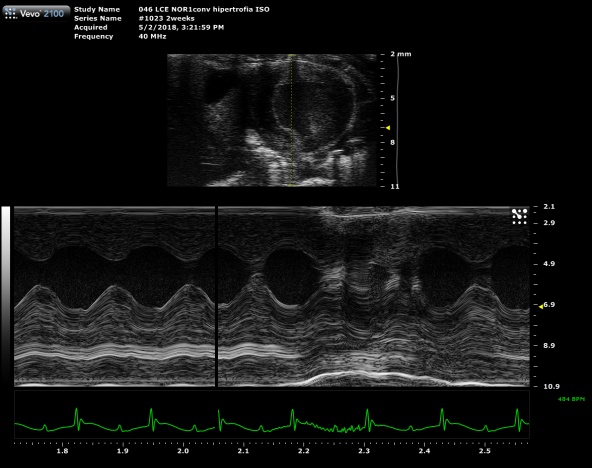 Vevo 2100
Study Name 046 LCE NOR1conv hipertrofia ISO
Series Name #1023 2weeks
Acquired 5/2/2018, 3:21:59 PM
Frequency 40 MHz
2 mm
5
8
11
2.1
2.9
4.9
6.9
8.9
10.9
484 BPM
1.8 1.9 2.0 2.1 2.2 2.3 2.4 2.5